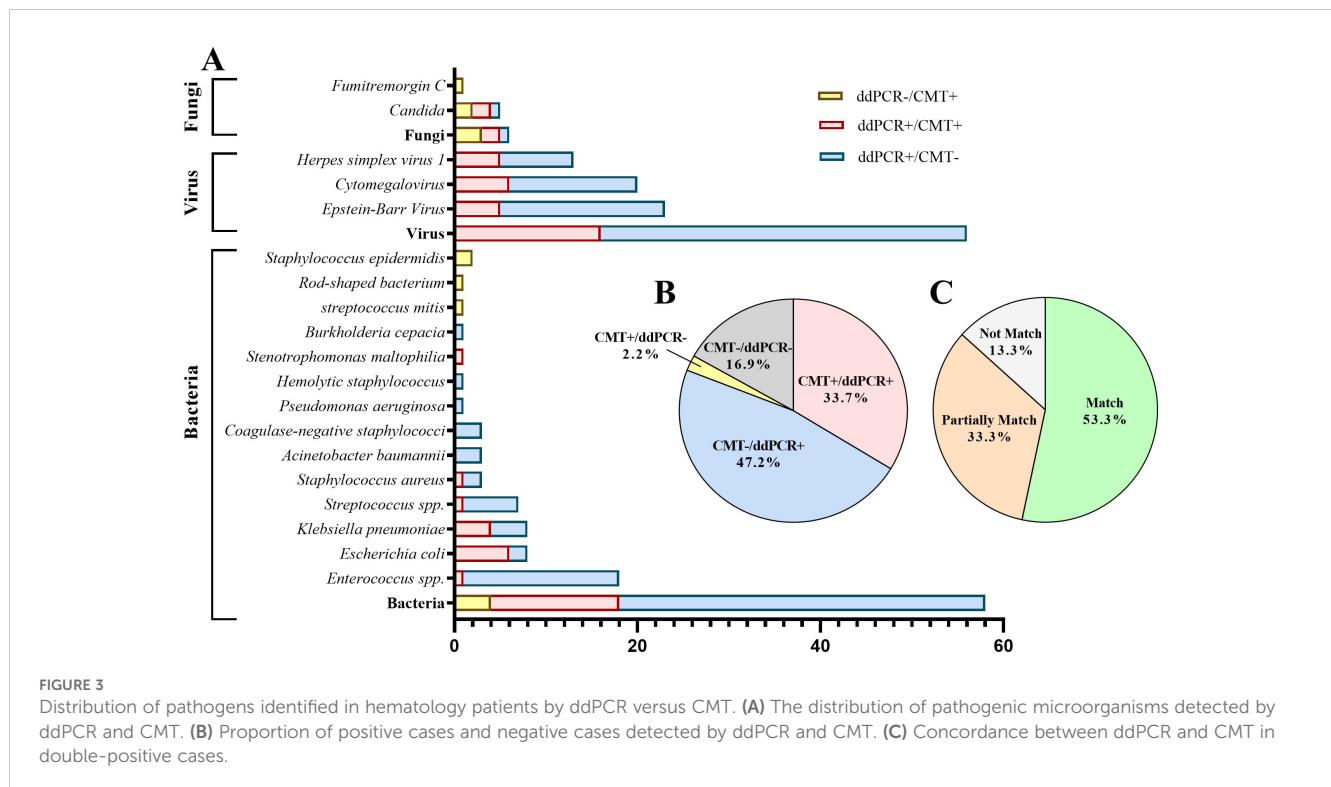 A
Fungi
Fumitremorgin C
Candida
Fungi
Virus
Herpes simplex virus 1
Cytomegalovirus
Epstein-Barr Virus
Virus
Bacteria
Staphylococcus epidermidis
Rod-shaped bacterium
streptococcus mitis
Burkholderia cepacia
Stenotrophomonas maltophilia
Hemolytic staphylococcus
Pseudomonas aeruginosa
Coagulase-negative staphylococci
Acinetobacter baumannii
Staphylococcus aureus
Streptococcus spp.
Klebsiella pneumoniae
Escherichia coli
Enterococcus spp.
Bacteria
0 20 40 60
ddPCR-/CMT+
ddPCR+/CMT+
ddPCR+/CMT-
B
CMT+/ddPCR-
2.2%
CMT-/ddPCR-
16.9%
CMT+/ddPCR+
33.7%
CMT-/ddPCR+
47.2%
C
Not Match
13.3%
Partially Match
33.3%
Match
53.3%
FIGURE 3
Distribution of pathogens identified in hematology patients by ddPCR versus CMT. (A) The distribution of pathogenic microorganisms detected by
ddPCR and CMT. (B) Proportion of positive cases and negative cases detected by ddPCR and CMT. (C) Concordance between ddPCR and CMT in
double-positive cases.